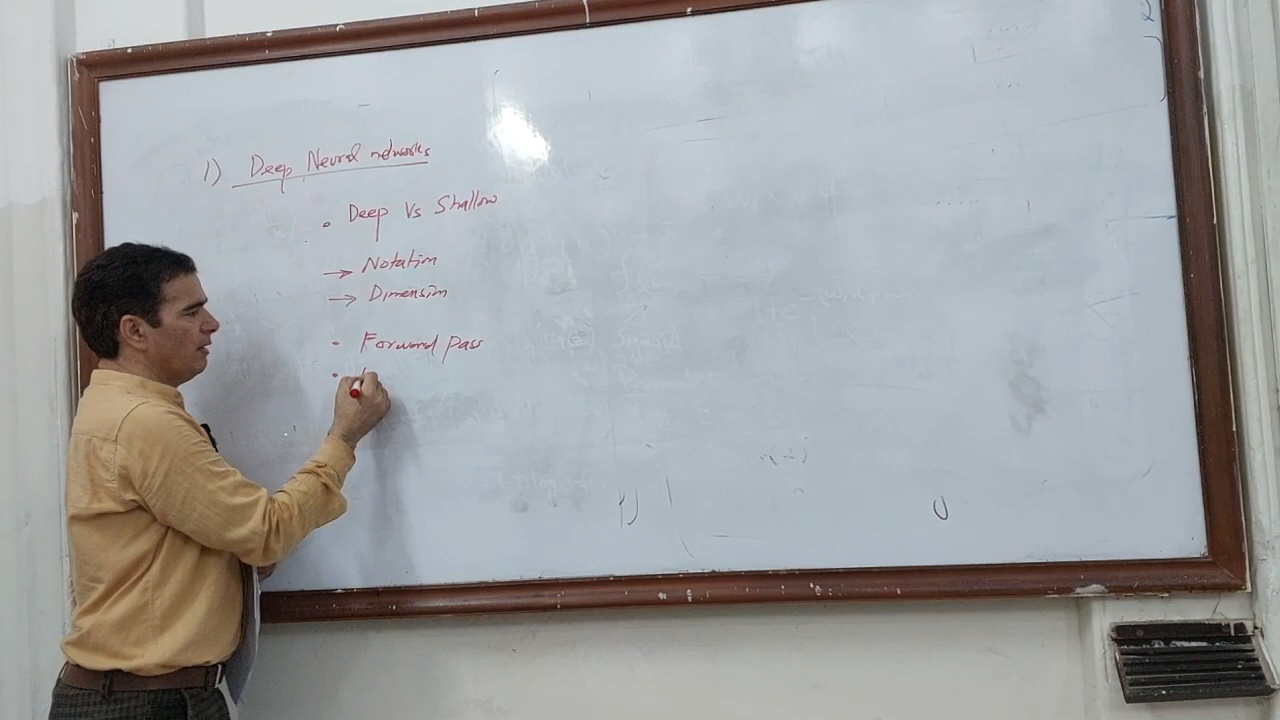 1) Deep Neural networks
• Deep Vs Shallow
→ Notation
→ Dimension
• Forward pass
•